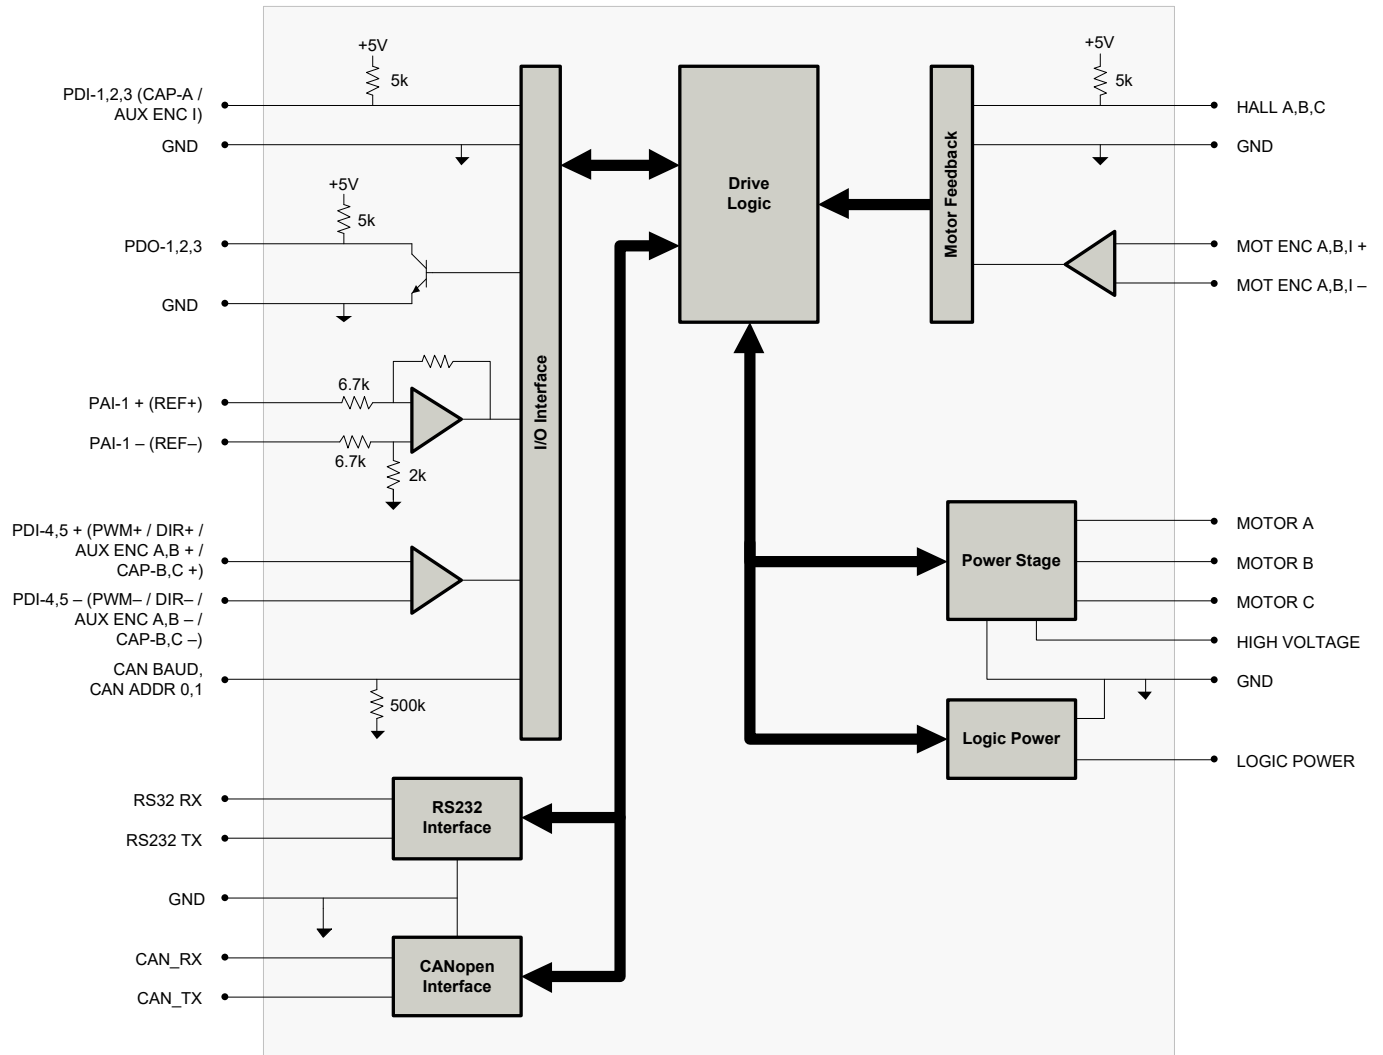 +5V
5k
PDI-1,2,3 (CAP-A /
AUX ENC I)
GND
+5V
5k
PDO-1,2,3
GND
6.7k
PAI-1 + (REF+)
PAI-1 – (REF–)
6.7k
2k
PDI-4,5 + (PWM+ / DIR+ /
AUX ENC A,B + /
CAP-B,C +)
PDI-4,5 – (PWM– / DIR– /
AUX ENC A,B – /
CAP-B,C –)
CAN BAUD,
CAN ADDR 0,1
500k
RS32 RX
RS232 TX
GND
CAN_RX
CAN_TX
I/O Interface
RS232
Interface
CANopen
Interface
Drive
Logic
Motor Feedback
+5V
5k
HALL A,B,C
GND
MOT ENC A,B,I +
MOT ENC A,B,I –
Power Stage
MOTOR A
MOTOR B
MOTOR C
HIGH VOLTAGE
GND
Logic Power
LOGIC POWER